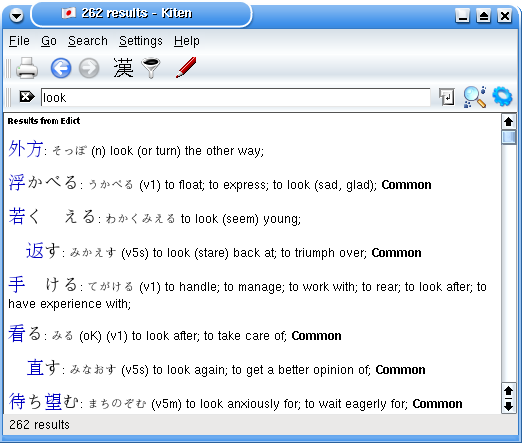 262 results - Kiten
File Go Search Settings Help
漢
look
Results from Edict
外方: そっぽ (n) look (or turn) the other way;
浮かべる: うかべる (v1) to float; to express; to look (sad, glad); Common
若く える: わかくみえる to look (seem) young;
返す: みかえす (v5s) to look (stare) back at; to triumph over; Common
手 ける: てがける (v1) to handle; to manage; to work with; to rear; to look after; to
have experience with;
看る: みる (oK) (v1) to look after; to take care of; Common
直す: みなおす (v5s) to look again; to get a better opinion of; Common
待ち望む: まちのぞむ (v5m) to look anxiously for; to wait eagerly for; Common
262 results